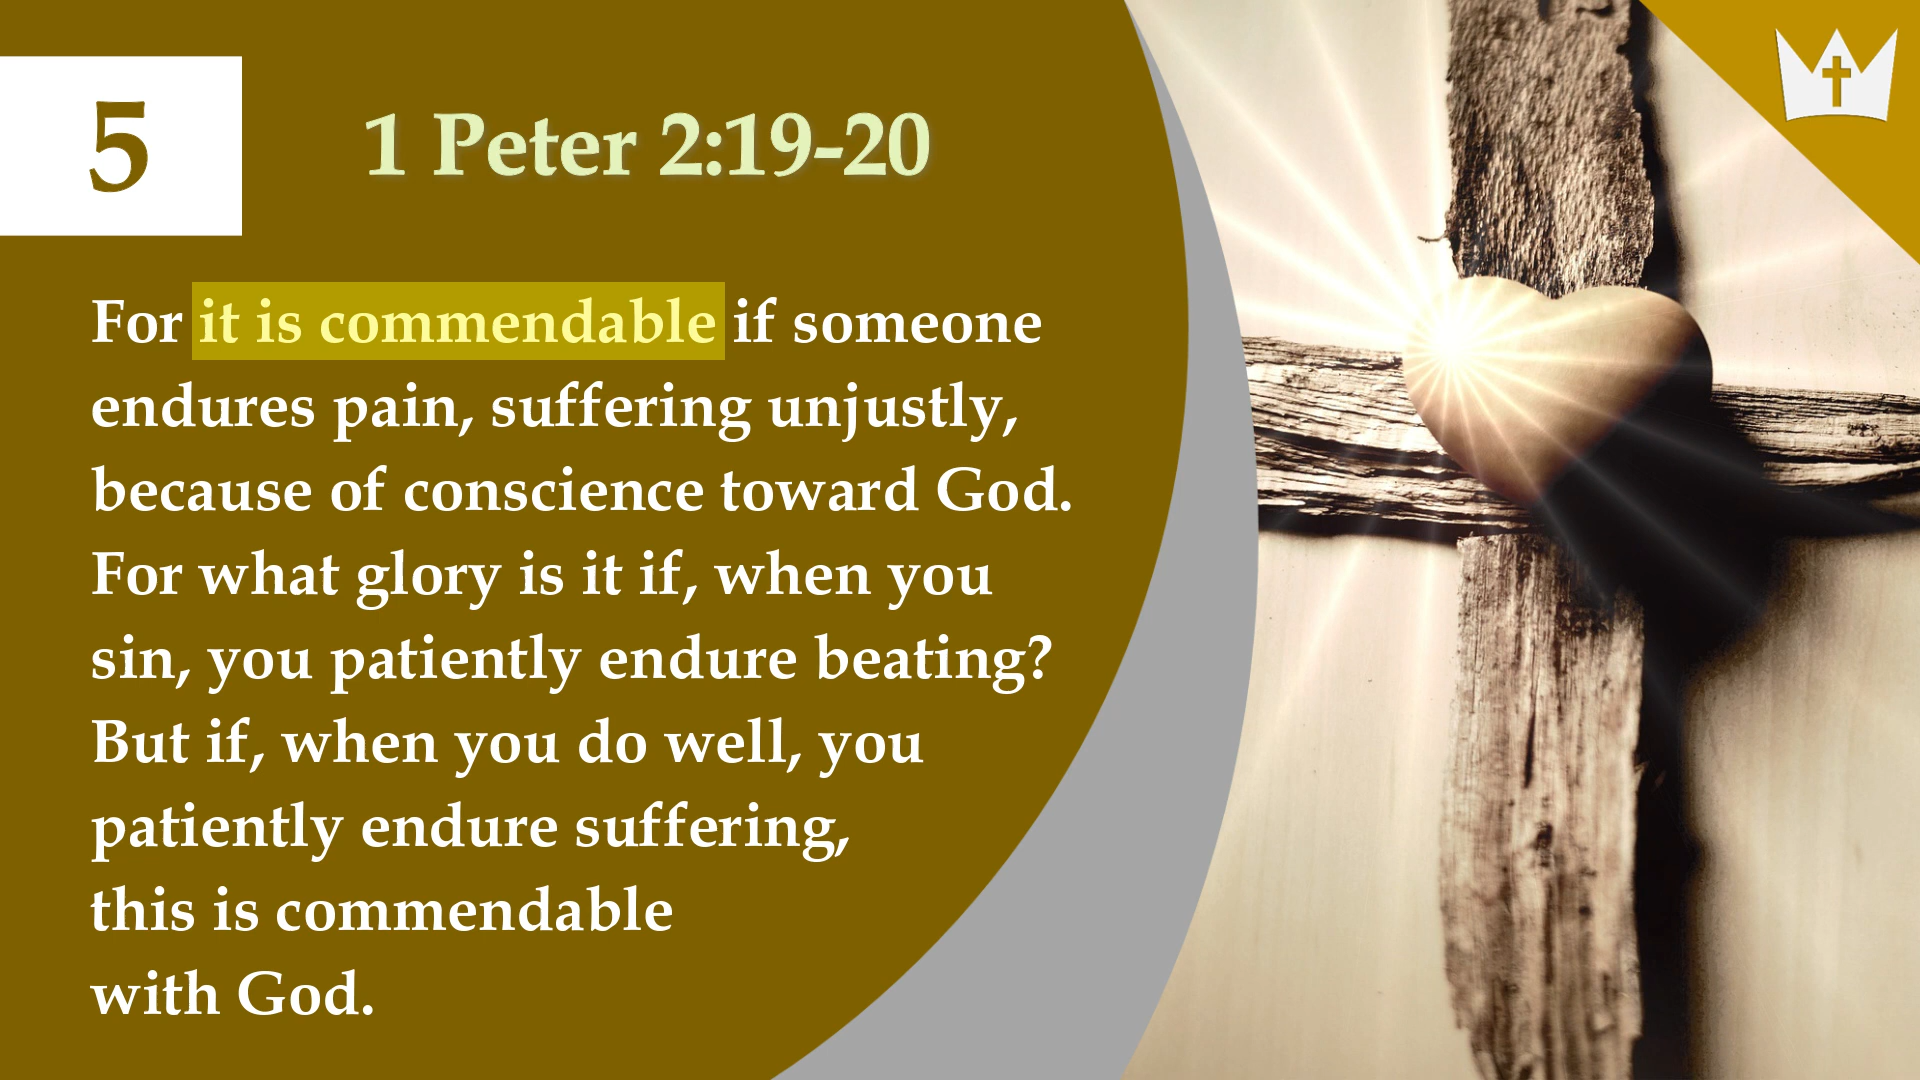 5
1 Peter 2:19-20
For it is commendable if someone
endures pain, suffering unjustly,
because of conscience toward God.
For what glory is it if, when you
sin, you patiently endure beating?
But if, when you do well, you
patiently endure suffering,
this is commendable
with God.